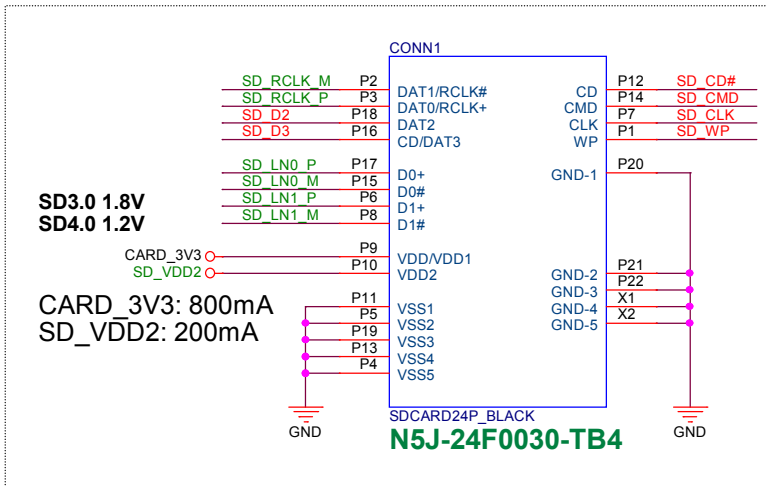 CONN1
SD_RCLK_M P2 DAT1/RCLK# CD P12 SD_CD#
SD_RCLK_P P3 DAT0/RCLK+ CMD P14 SD_CMD
SD_D2 P18 DAT2 CLK P7 SD_CLK
SD_D3 P16 CD/DAT3 WP P1 SD_WP
SD_LN0_P P17 D0+ GND-1 P20
SD_LN0_M P15 D0#
SD_LN1_P P6 D1+
SD_LN1_M P8 D1#
SD3.0 1.8V
SD4.0 1.2V
CARD_3V3 P9 VDD/VDD1
SD_VDD2 P10 VDD2 GND-2 P21
GND-3 P22
CARD_3V3: 800mA
SD_VDD2: 200mA
P11 VSS1 GND-4 X1
P5 VSS2 GND-5 X2
P19 VSS3
P13 VSS4
P4 VSS5
GND
SDCARD24P_BLACK
GND
N5J-24F0030-TB4